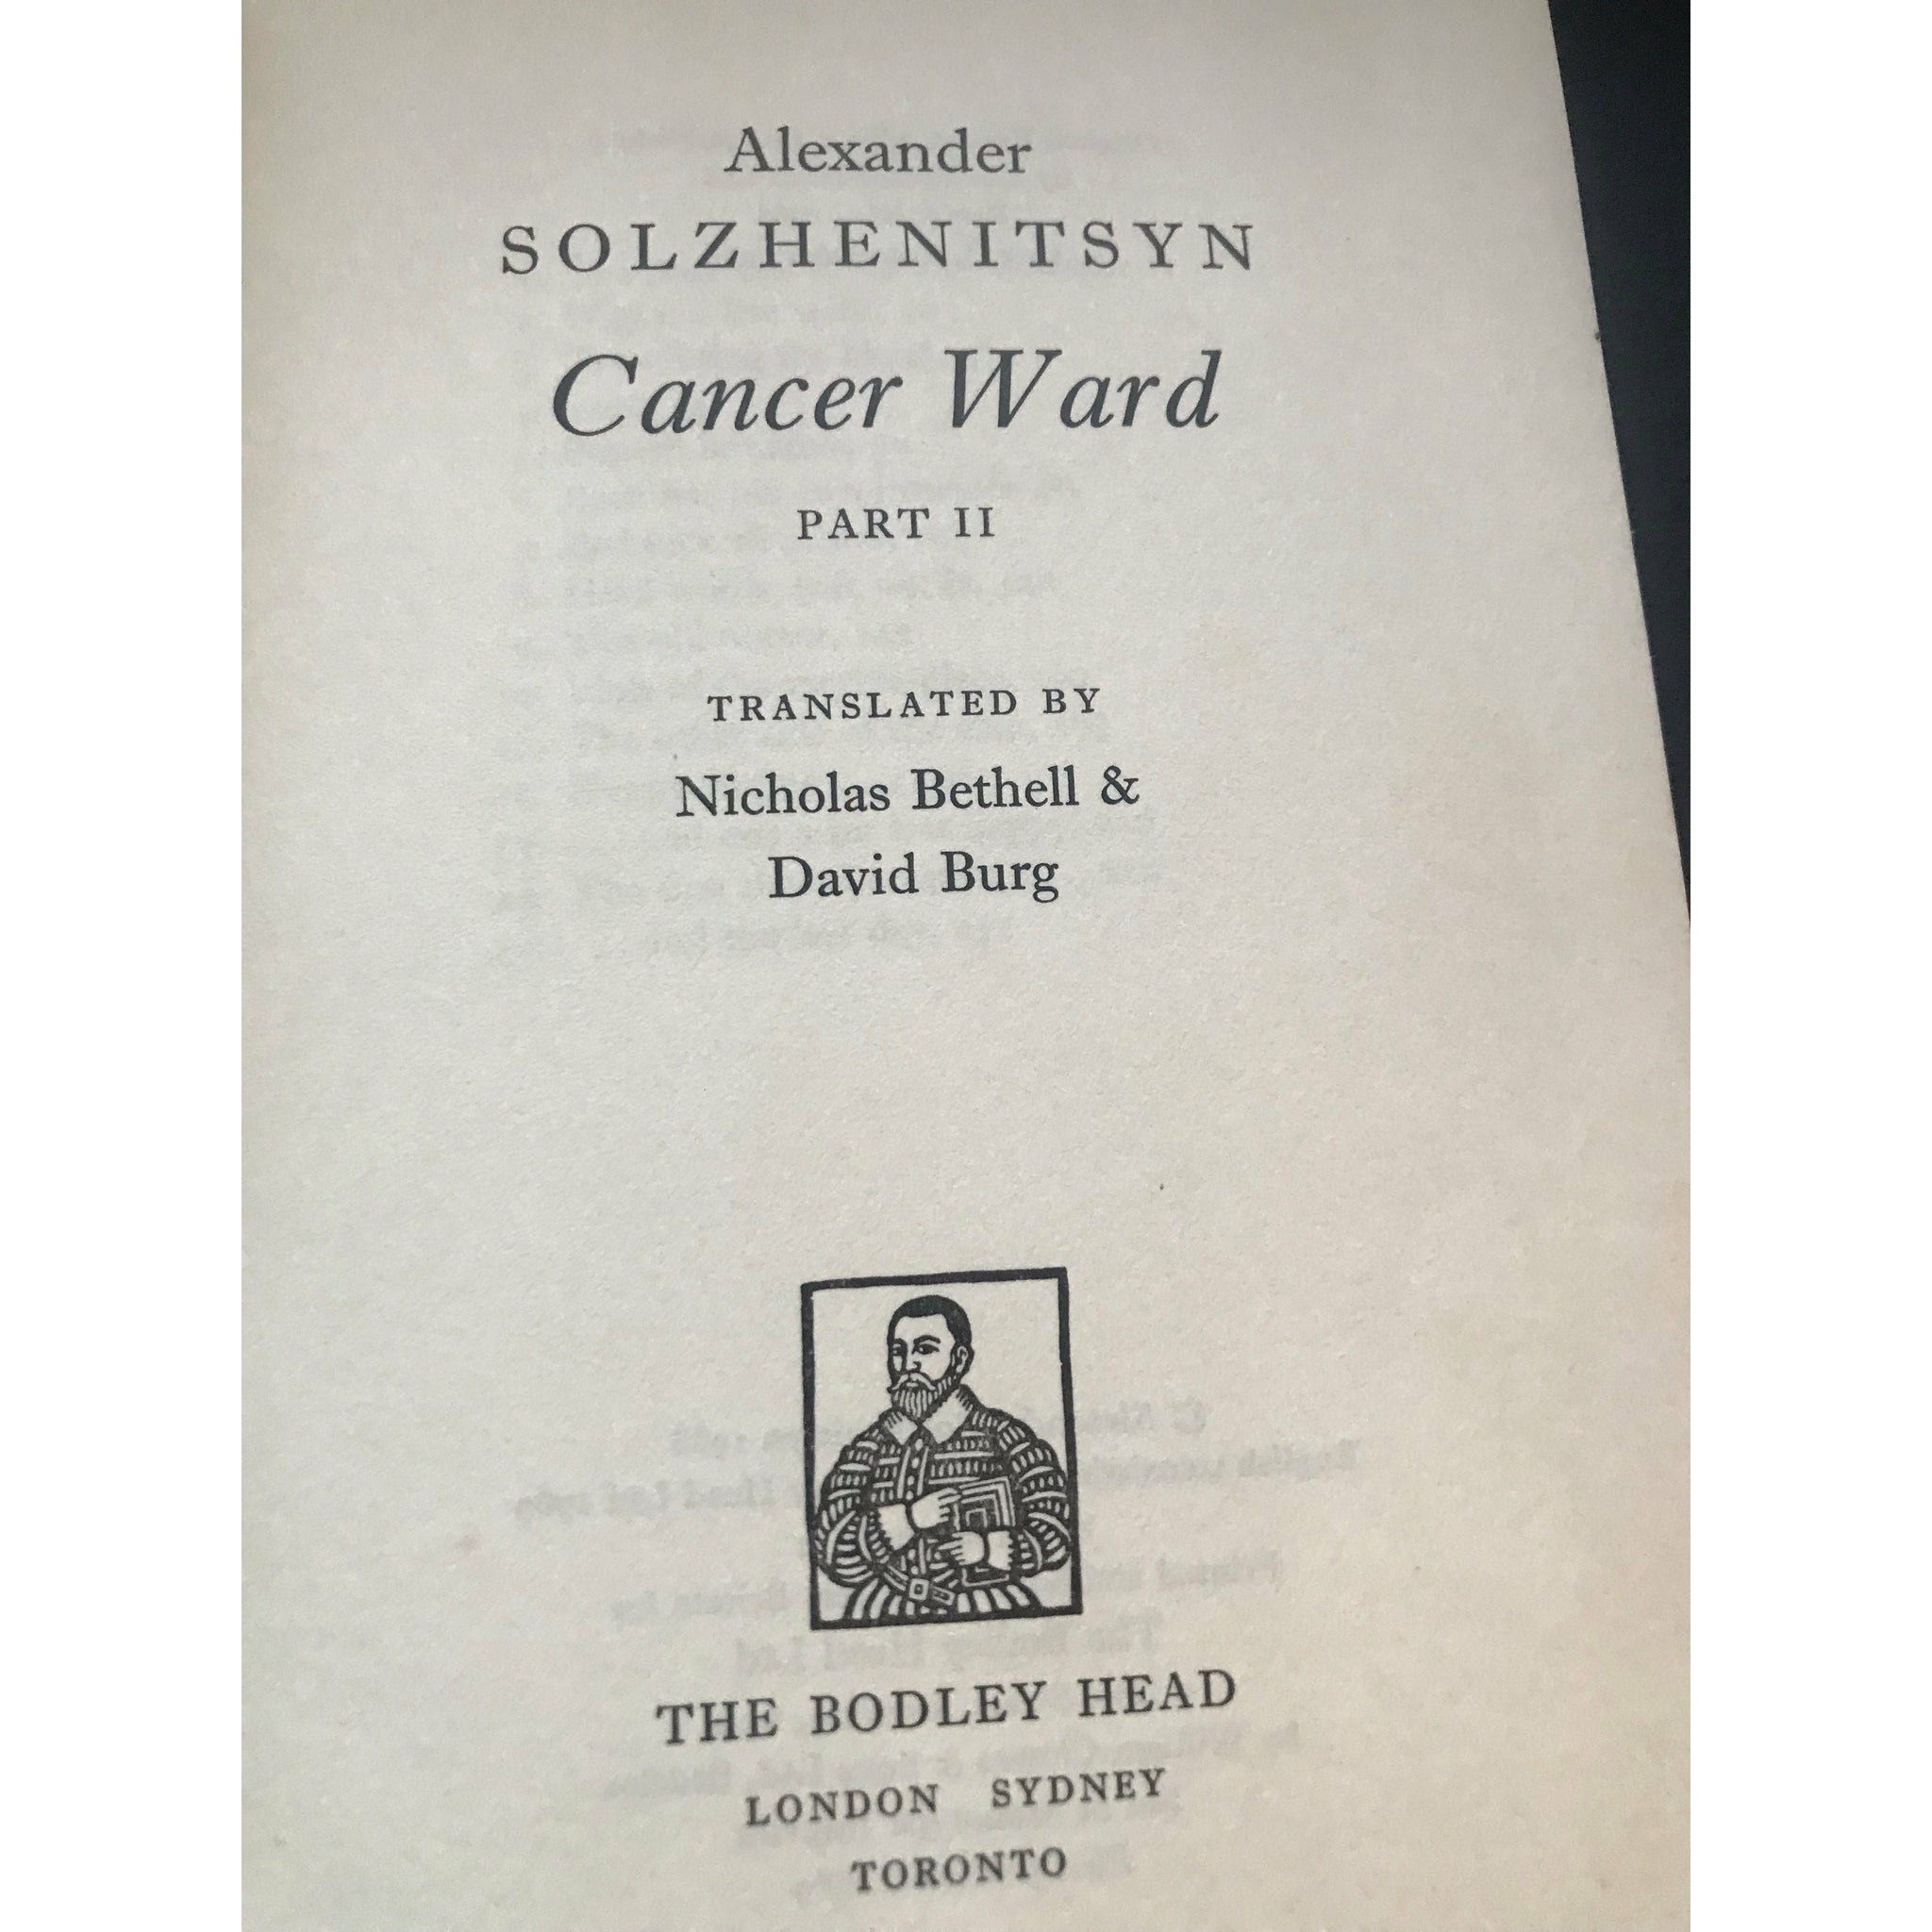 Alexander
SOLZHENITSYN
Cancer Ward
PART II
TRANSLATED BY
Nicholas Bethell &
David Burg
THE BODLEY HEAD
LONDON SYDNEY
TORONTO